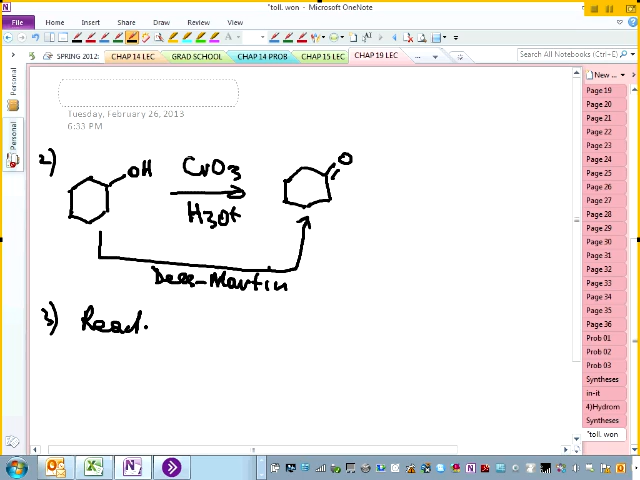 "toll. won - Microsoft OneNote
File Home Insert Share Draw Review View
SPRING 2012: CHAP 14 LEC GRAD SCHOOL CHAP 14 PROB CHAP 15 LEC CHAP 19 LEC ... Search All Notebooks (Ctrl+E)
Personal
Personal
Tuesday, February 26, 2013
6:33 PM
2) OH CrO3 O
H3O+
Dess-Martin
3) Read.
New ...
Page 19
Page 20
Page 21
Page 22
Page 23
Page 24
Page 25
Page 26
Page 27
Page 28
Page 29
Page 30
Page 31
Page 32
Page 33
Page 34
Page 35
Page 36
Prob 01
Prob 02
Prob 03
Syntheses
in-it
4)Hydrom
Syntheses
"toll. won